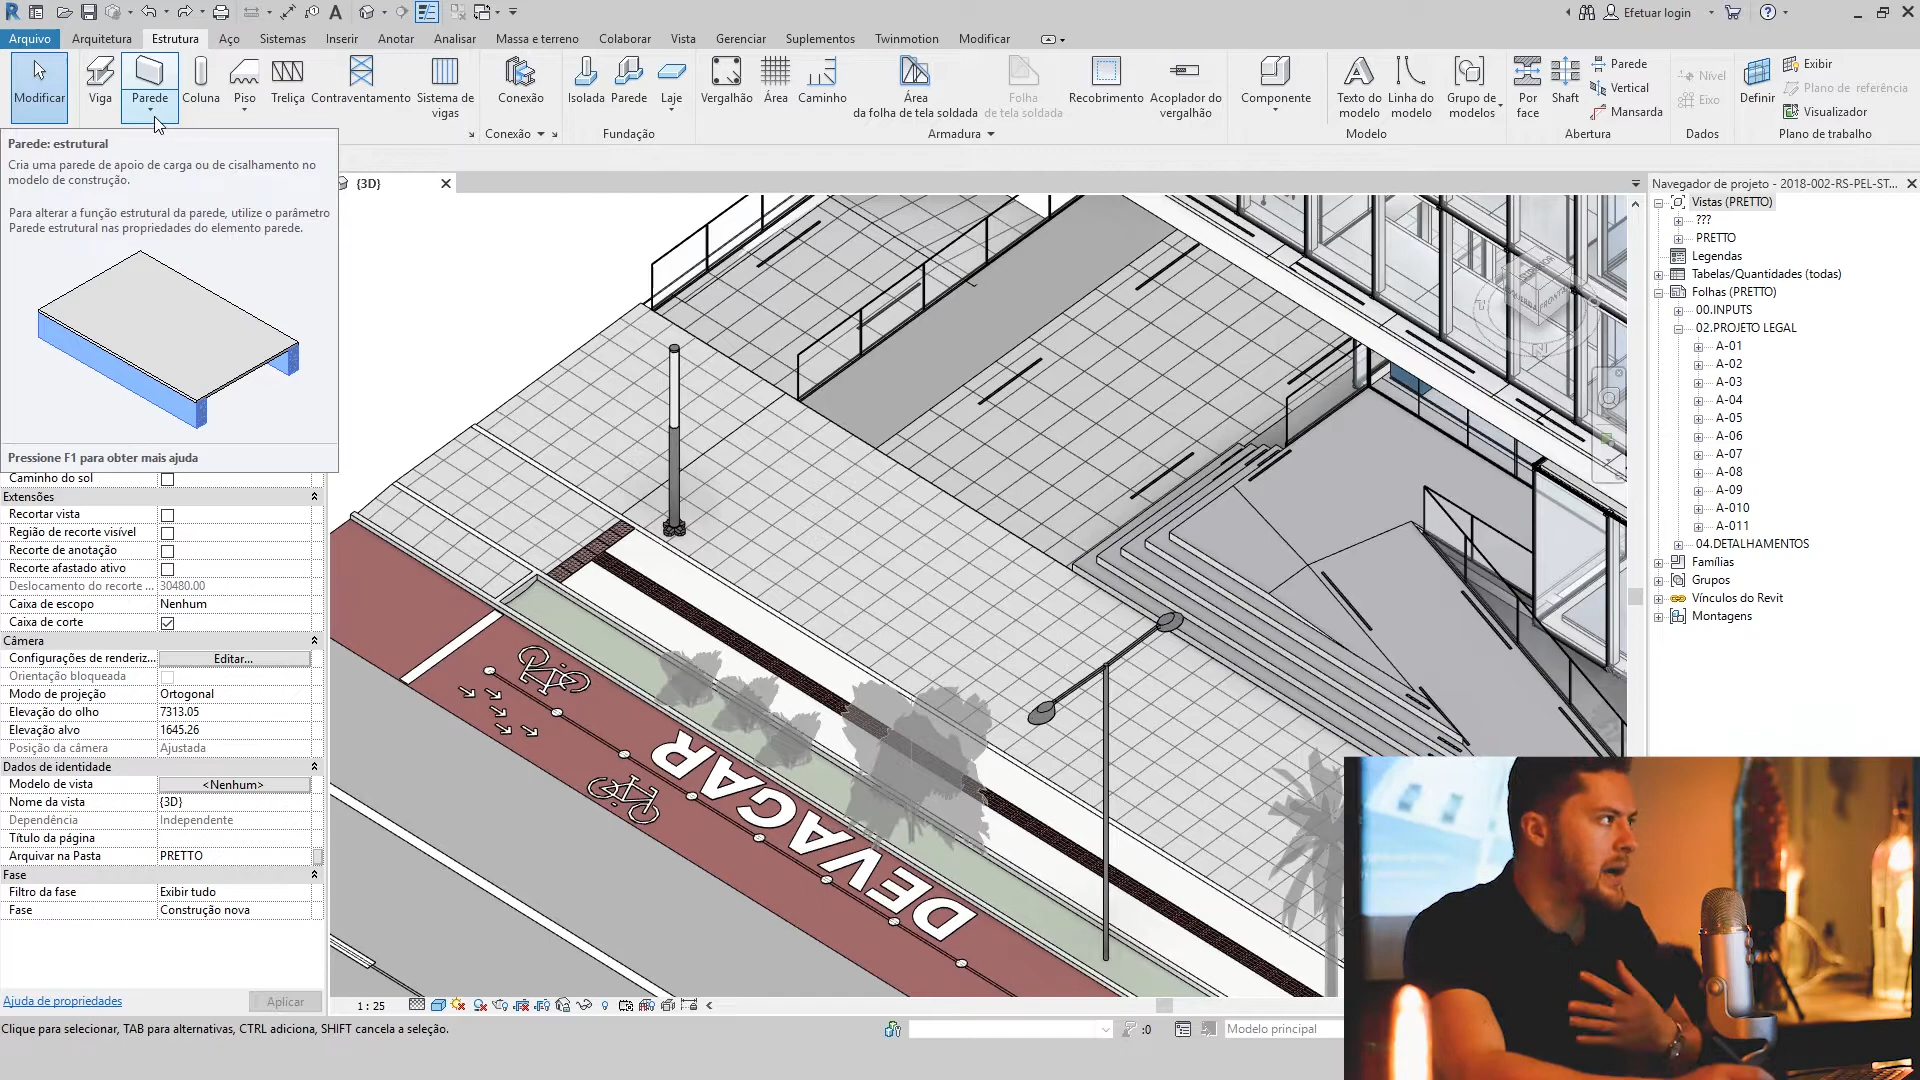 Efetuar login
Arquivo
Arquitetura
Estrutura
Aço
Sistemas
Inserir
Anotar
Analisar
Massa e terreno
Colaborar
Vista
Gerenciar
Suplementos
Twinmotion
Modificar
Modificar
Viga
Parede
Coluna
Piso
Treliça
Contraventamento
Sistema de
vigas
Conexão
Isolada
Parede
Laje
Vergalhão
Área
Caminho
Área
da folha de tela soldada
Folha
de tela soldada
Recobrimento
Acoplador do
vergalhão
Componente
Texto do
modelo
Linha do
modelo
Grupo de
modelos
Por
face
Shaft
Parede
Vertical
Mansarda
Nível
Eixo
Definir
Exibir
Plano de referência
Visualizador
Conexão
Fundação
Armadura
Modelo
Abertura
Dados
Plano de trabalho
Parede: estrutural
Cria uma parede de apoio de carga ou de cisalhamento no
modelo de construção.
Para alterar a função estrutural da parede, utilize o parâmetro
Parede estrutural nas propriedades do elemento parede.
Pressione F1 para obter mais ajuda
{3D}
Caminho do sol
Extensões
Recortar vista
Região de recorte visível
Recorte de anotação
Recorte afastado ativo
Deslocamento do recorte ... 30480.00
Caixa de escopo Nenhum
Caixa de corte
Câmera
Configurações de renderiz... Editar...
Orientação bloqueada
Modo de projeção Ortogonal
Elevação do olho 7313.05
Elevação alvo 1645.26
Posição da câmera Ajustada
Dados de identidade
Modelo de vista <Nenhum>
Nome da vista {3D}
Dependência Independente
Título da página
Arquivar na Pasta PRETTO
Fase
Filtro da fase Exibir tudo
Fase Construção nova
Ajuda de propriedades
Aplicar
DEVAGAR
FRONTAL
N
1 : 25
Navegador de projeto - 2018-002-RS-PEL-ST...
Vistas (PRETTO)
???
PRETTO
Legendas
Tabelas/Quantidades (todas)
Folhas (PRETTO)
00.INPUTS
02.PROJETO LEGAL
A-01
A-02
A-03
A-04
A-05
A-06
A-07
A-08
A-09
A-010
A-011
04.DETALHAMENTOS
Famílias
Grupos
Vínculos do Revit
Montagens
Clique para selecionar, TAB para alternativas, CTRL adiciona, SHIFT cancela a seleção.
:0
Modelo principal